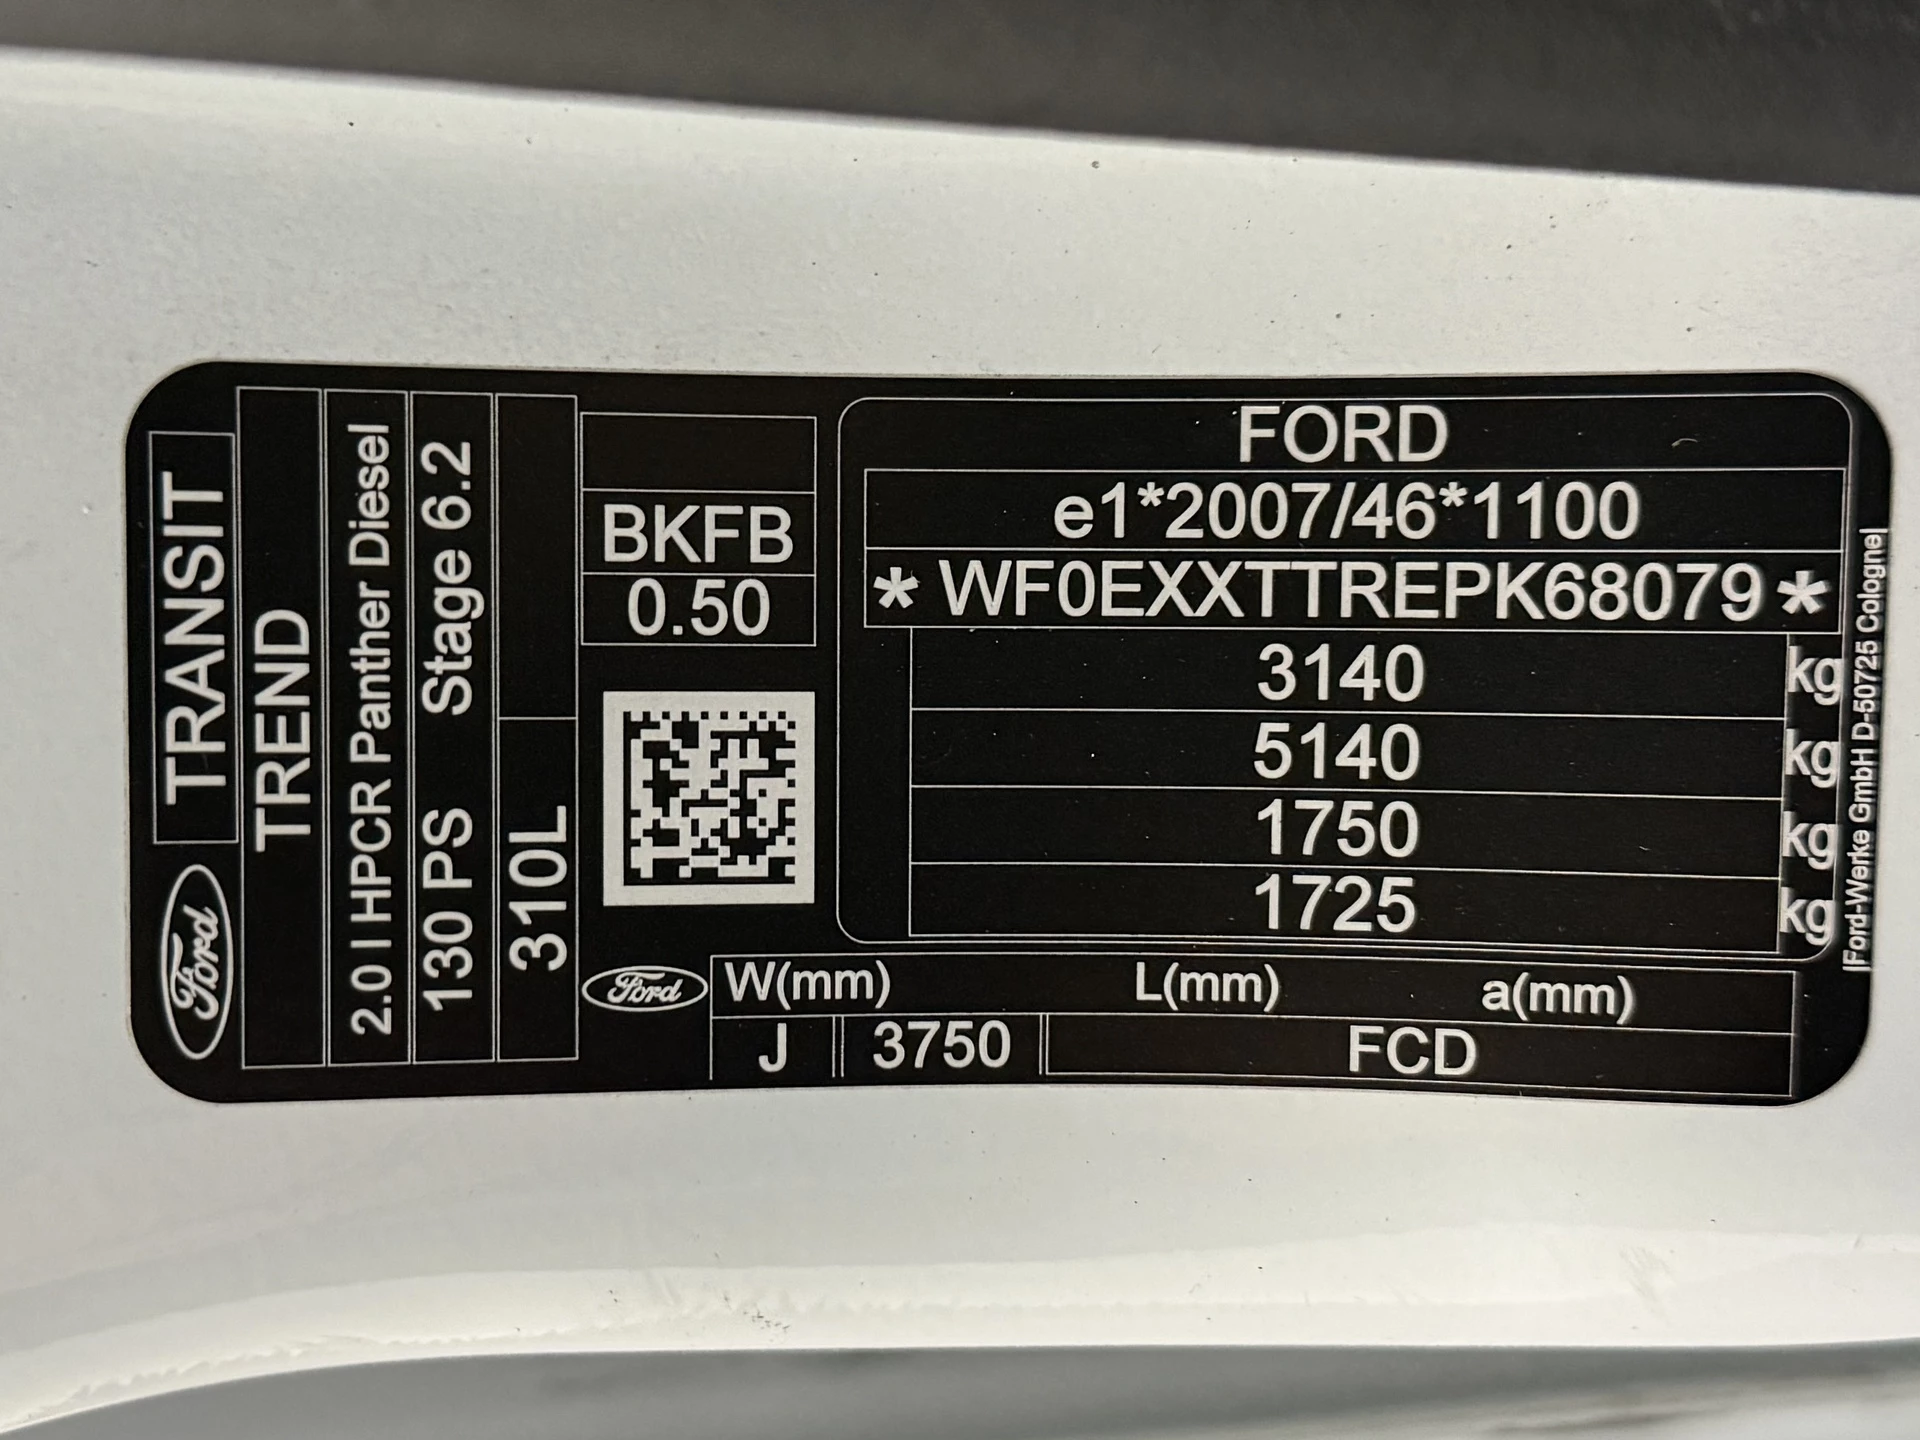 Ford TRANSIT
TREND
2.0 l HPCR Panther Diesel
130 PS Stage 6.2
310L
BKFB
0.50
FORD
e1*2007/46*1100
* WF0EXXTTREPK68079 *
3140 kg
5140 kg
1750 kg
1725 kg
Ford W(mm) L(mm) a(mm)
J 3750 FCD
|Ford-Werke GmbH D-50725 Cologne|